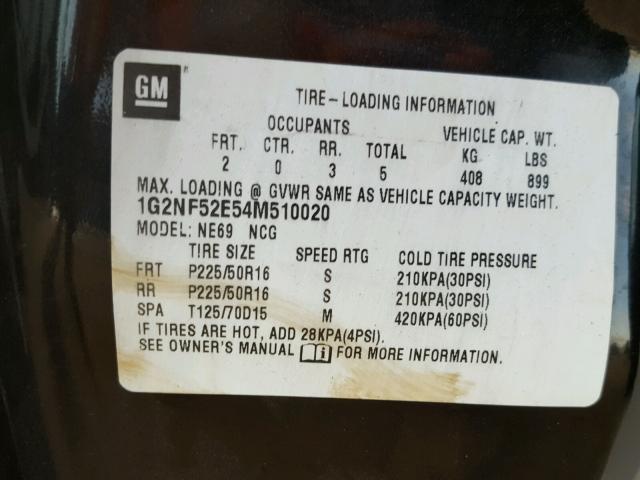 GM
TIRE-LOADING INFORMATION
OCCUPANTS VEHICLE CAP. WT.
FRT. CTR. RR. TOTAL KG LBS
2 0 3 5 408 899
MAX. LOADING @ GVWR SAME AS VEHICLE CAPACITY WEIGHT.
1G2NF52E54M510020
MODEL: NE69 NCG
TIRE SIZE SPEED RTG COLD TIRE PRESSURE
FRT P225/50R16 S 210KPA(30PSI)
RR P225/50R16 S 210KPA(30PSI)
SPA T125/70D15 M 420KPA(60PSI)
IF TIRES ARE HOT, ADD 28KPA(4PSI).
SEE OWNER'S MANUAL FOR MORE INFORMATION.